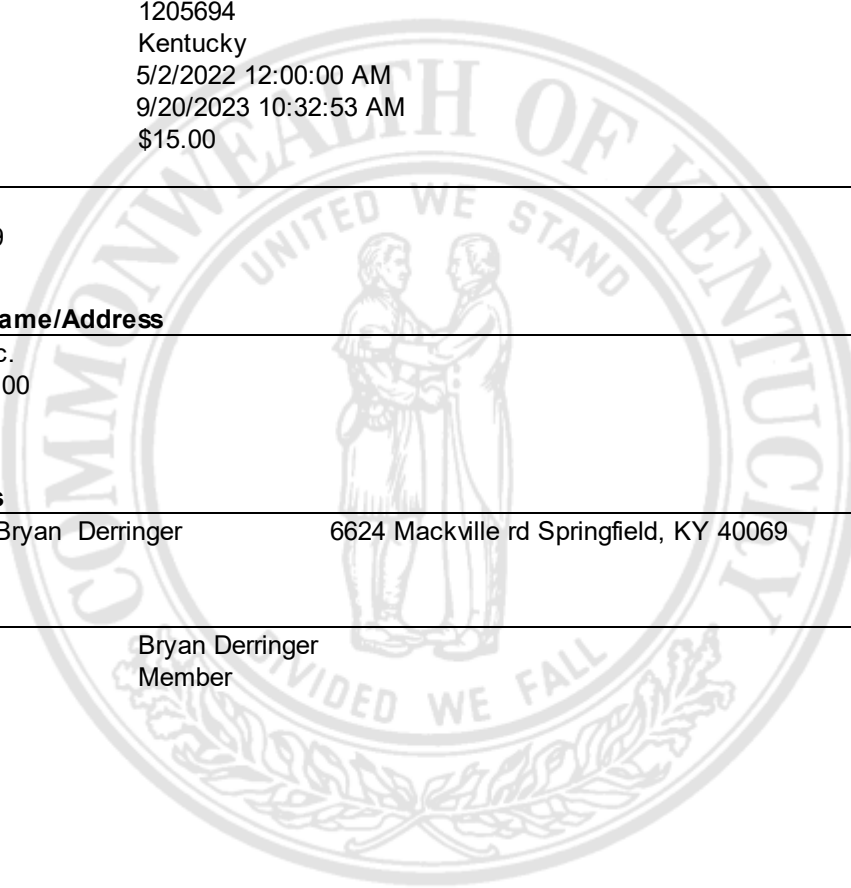 1205694
Kentucky
5/2/2022 12:00:00 AM
9/20/2023 10:32:53 AM
$15.00
9
ame/Address
c.
00
s
Bryan Derringer 6624 Mackville rd Springfield, KY 40069
Bryan Derringer
Member
COMMONWEALTH OF KENTUCKY
UNITED WE STAND
DIVIDED WE FALL